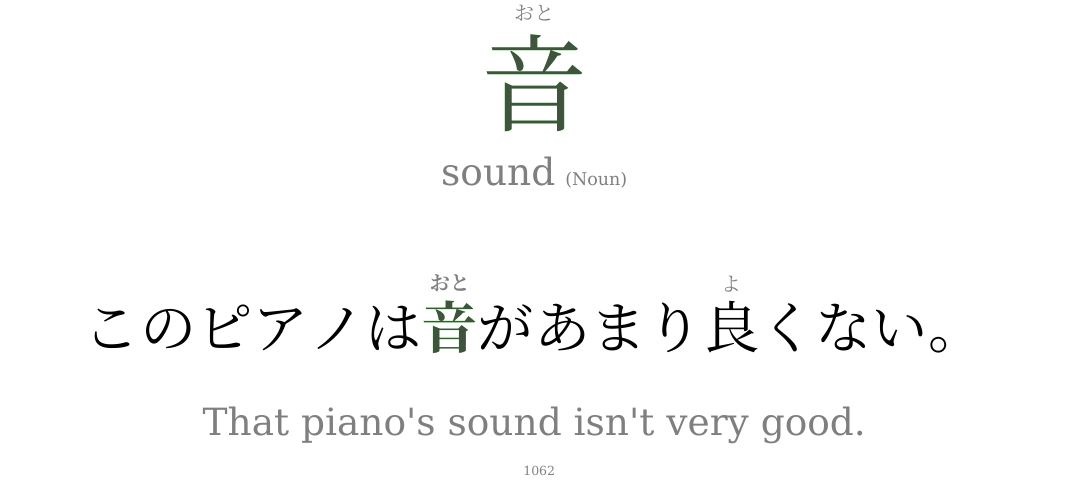 おと
音
sound (Noun)
おと よ
このピアノは音があまり良くない。
That piano's sound isn't very good.
1062